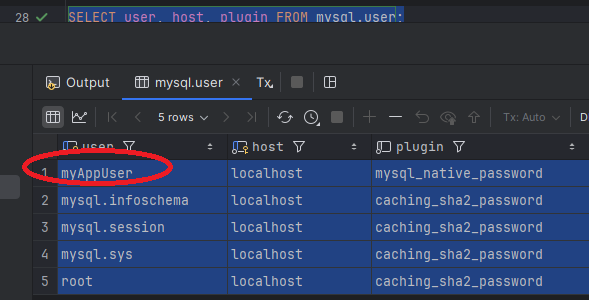 28 SELECT user, host, plugin FROM mysql.user;
Output mysql.user Tx
5 rows Tx: Auto D
user host plugin
1 myAppUser localhost mysql_native_password
2 mysql.infoschema localhost caching_sha2_password
3 mysql.session localhost caching_sha2_password
4 mysql.sys localhost caching_sha2_password
5 root localhost caching_sha2_password